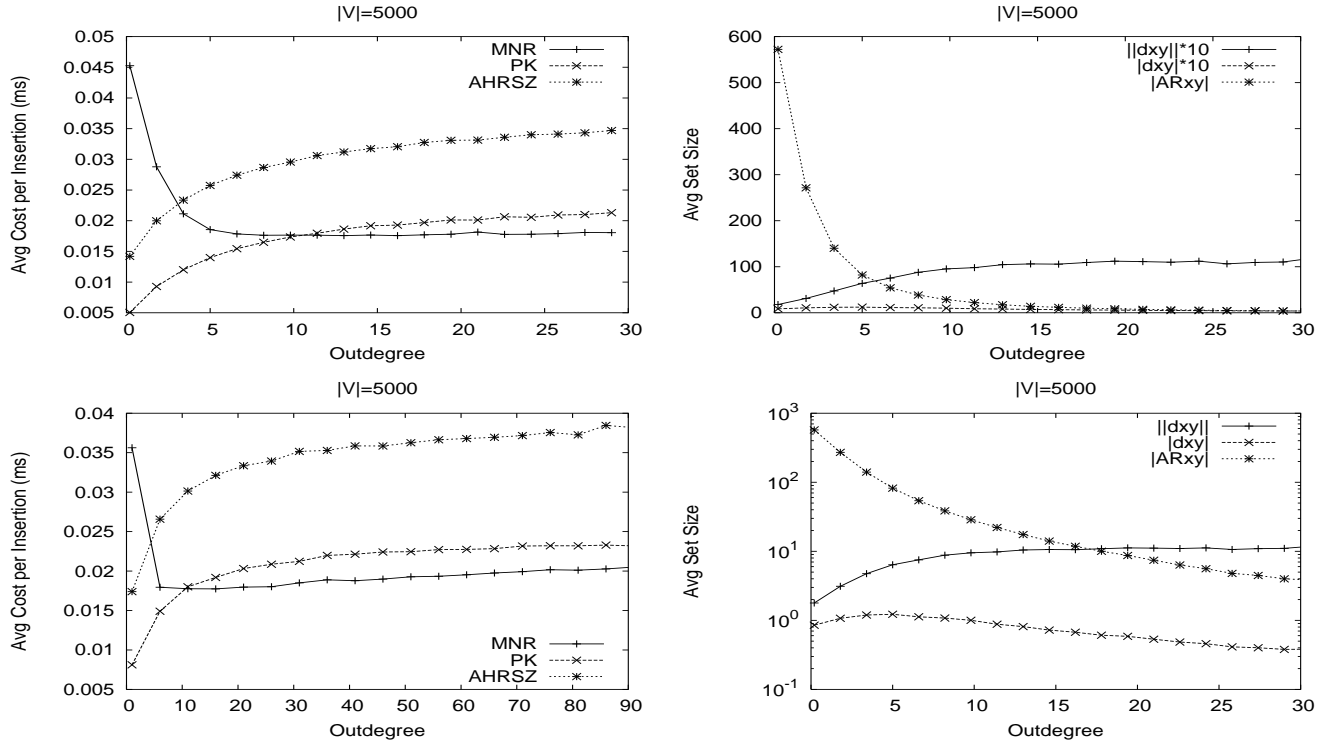 |V|=5000
Avg Cost per Insertion (ms)
0.05
0.045
0.04
0.035
0.03
0.025
0.02
0.015
0.01
0.005
MNR
PK
AHRSZ
0 5 10 15 20 25 30
Outdegree
|V|=5000
Avg Set Size
600
500
400
300
200
100
0
||dxy||*10
|dxy|*10
|ARxy|
0 5 10 15 20 25 30
Outdegree
|V|=5000
Avg Cost per Insertion (ms)
0.04
0.035
0.03
0.025
0.02
0.015
0.01
0.005
MNR
PK
AHRSZ
0 10 20 30 40 50 60 70 80 90
Outdegree
|V|=5000
Avg Set Size
10^3
10^2
10^1
10^0
10^-1
||dxy||
|dxy|
|ARxy|
0 5 10 15 20 25 30
Outdegree